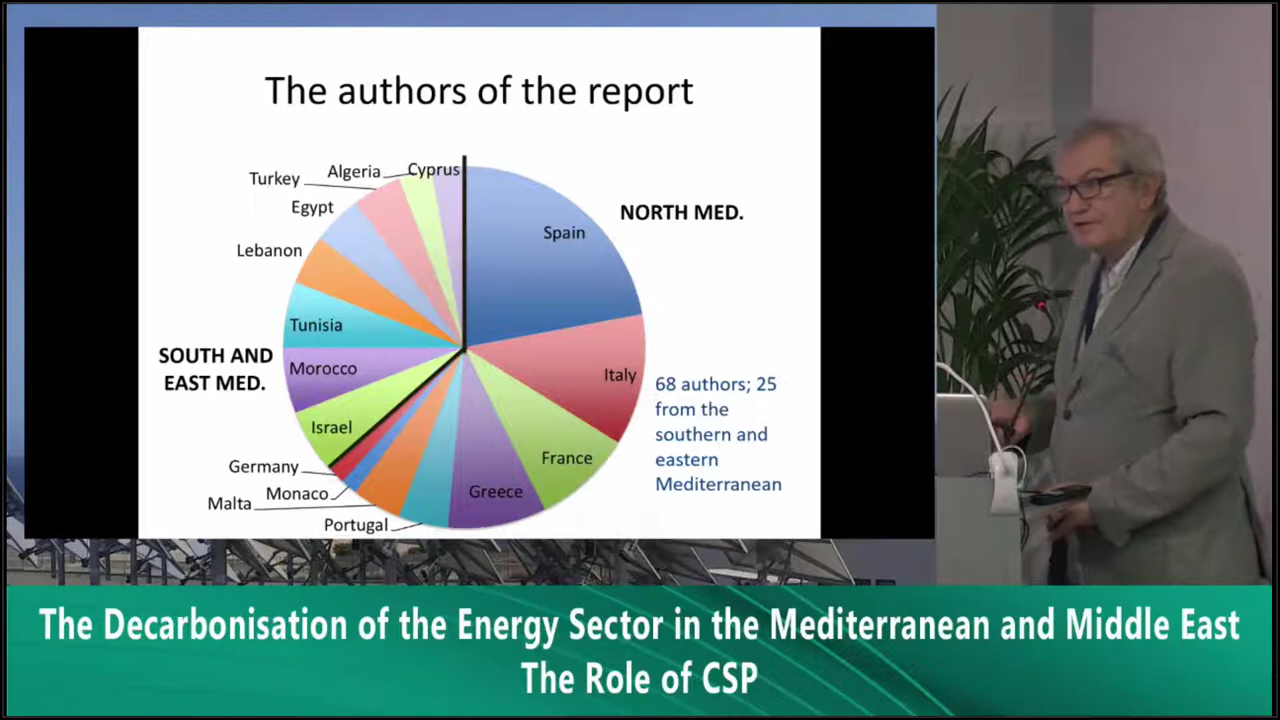 The authors of the report
Cyprus
Algeria
Turkey
Egypt
Lebanon
Tunisia
SOUTH AND
EAST MED.
Morocco
Israel
Germany
Monaco
Malta
Portugal
Greece
France
Italy
Spain
NORTH MED.
68 authors; 25
from the
southern and
eastern
Mediterranean
The Decarbonisation of the Energy Sector in the Mediterranean and Middle East
The Role of CSP